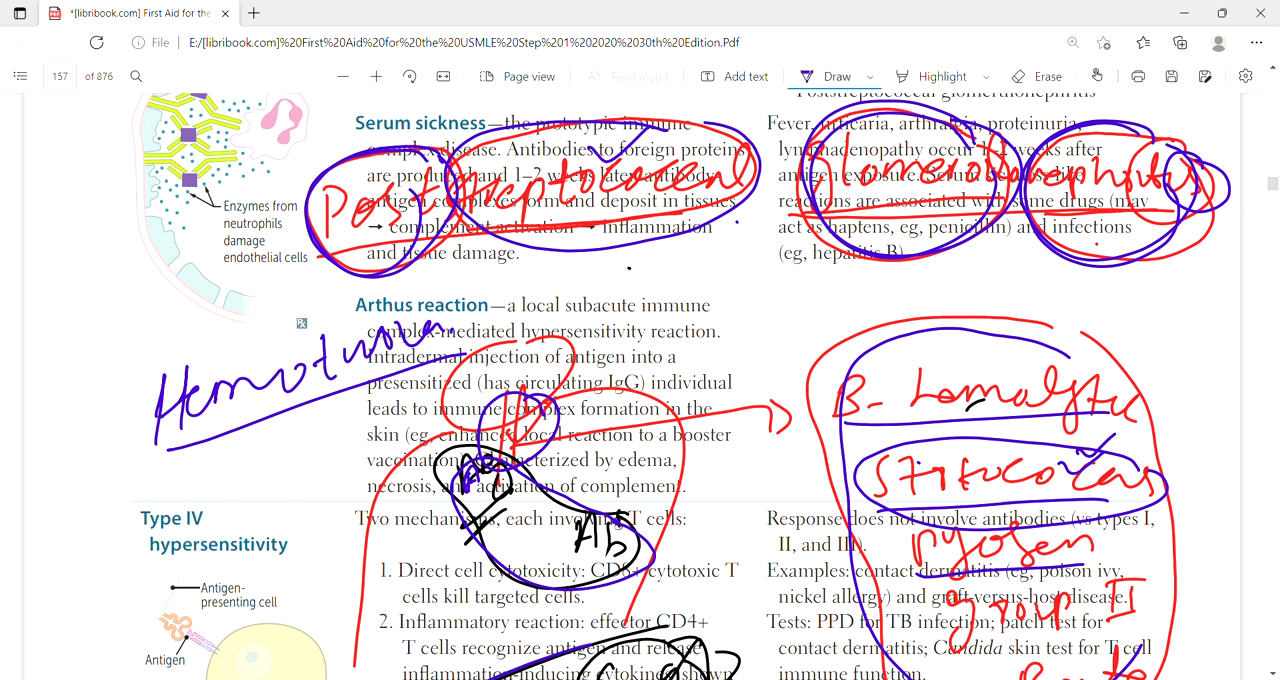 *[libribook.com] First Aid for the
File
E:/[libribook.com]%20First%20Aid%20for%20the%20USMLE%20Step%201%202020%2030th%20Edition.Pdf
157 of 876
Page view
Read aloud
Add text
Draw
Highlight
Erase
Enzymes from
neutrophils
damage
endothelial cells
Serum sickness—the prototypic immune
complex disease. Antibodies to foreign proteins
are produced and 1–2 weeks later, antibody-
antigen complexes form and deposit in tissues
→ complement activation → inflammation
and tissue damage.
Poststreptococcal glomerulonephritis
Fever, urticaria, arthralgia, proteinuria,
lymphadenopathy occur 1–2 weeks after
antigen exposure. Serum sickness-like
reactions are associated with some drugs (may
act as haptens, eg, penicillin) and infections
(eg, hepatitis B).
Post
Arthus reaction—a local subacute immune
complex-mediated hypersensitivity reaction.
Intradermal injection of antigen into a
presensitized (has circulating IgG) individual
leads to immune complex formation in the
skin (eg, enhanced local reaction to a booster
vaccination). Characterized by edema,
necrosis, and activation of complement.
Ab
pyogen
group
Type IV
hypersensitivity
Antigen-
presenting cell
Antigen
Two mechanisms, each involving T cells:
1. Direct cell cytotoxicity: CD8+ cytotoxic T
cells kill targeted cells.
2. Inflammatory reaction: effector CD4+
T cells recognize antigen and release
inflammation-inducing cytokines (shown
Response does not involve antibodies (vs types I,
II, and III).
Examples: contact dermatitis (eg, poison ivy,
nickel allergy) and graft-versus-host disease.
Tests: PPD for TB infection; patch test for
contact dermatitis; Candida skin test for T cell
immune function.